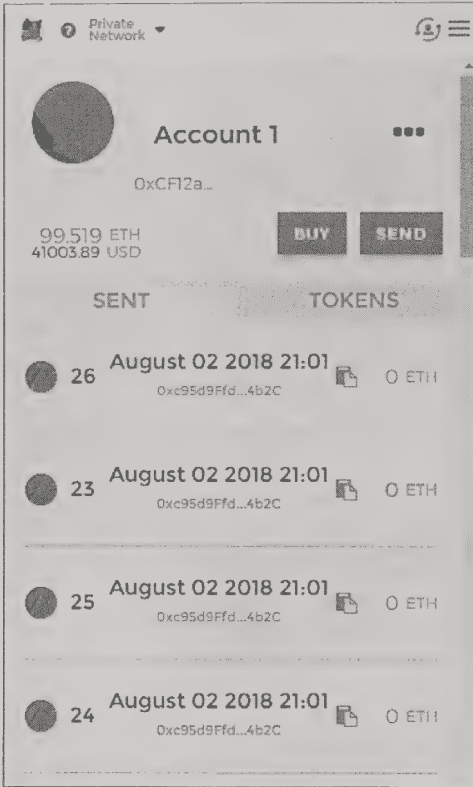 Private
Network
Account 1
0xCF12a...
99.519 ETH
41003.89 USD
BUY
SEND
SENT
TOKENS
26
August 02 2018 21:01
0xc95d9Ffd...4b2C
0 ETH
23
August 02 2018 21:01
0xc95d9Ffd...4b2C
0 ETH
25
August 02 2018 21:01
0xc95d9Ffd...4b2C
0 ETH
24
August 02 2018 21:01
0xc95d9Ffd...4b2C
0 ETH